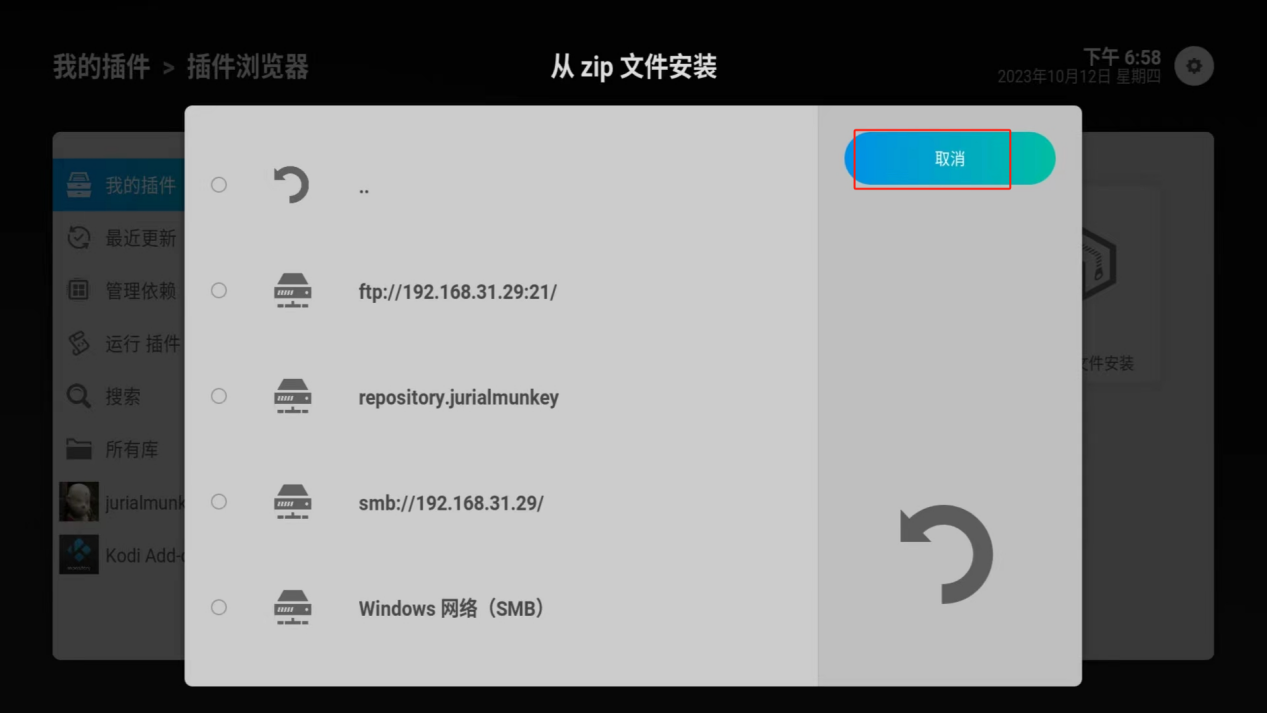 我的插件 > 插件浏览器
从 zip 文件安装
下午 6:58
2023年10月12日 星期四
我的插件
最近更新
管理依赖
运行 插件
搜索
所有库
jurialmunk
Kodi Add-
..
ftp://192.168.31.29:21/
repository.jurialmunkey
smb://192.168.31.29/
Windows 网络（SMB）
取消
件安装